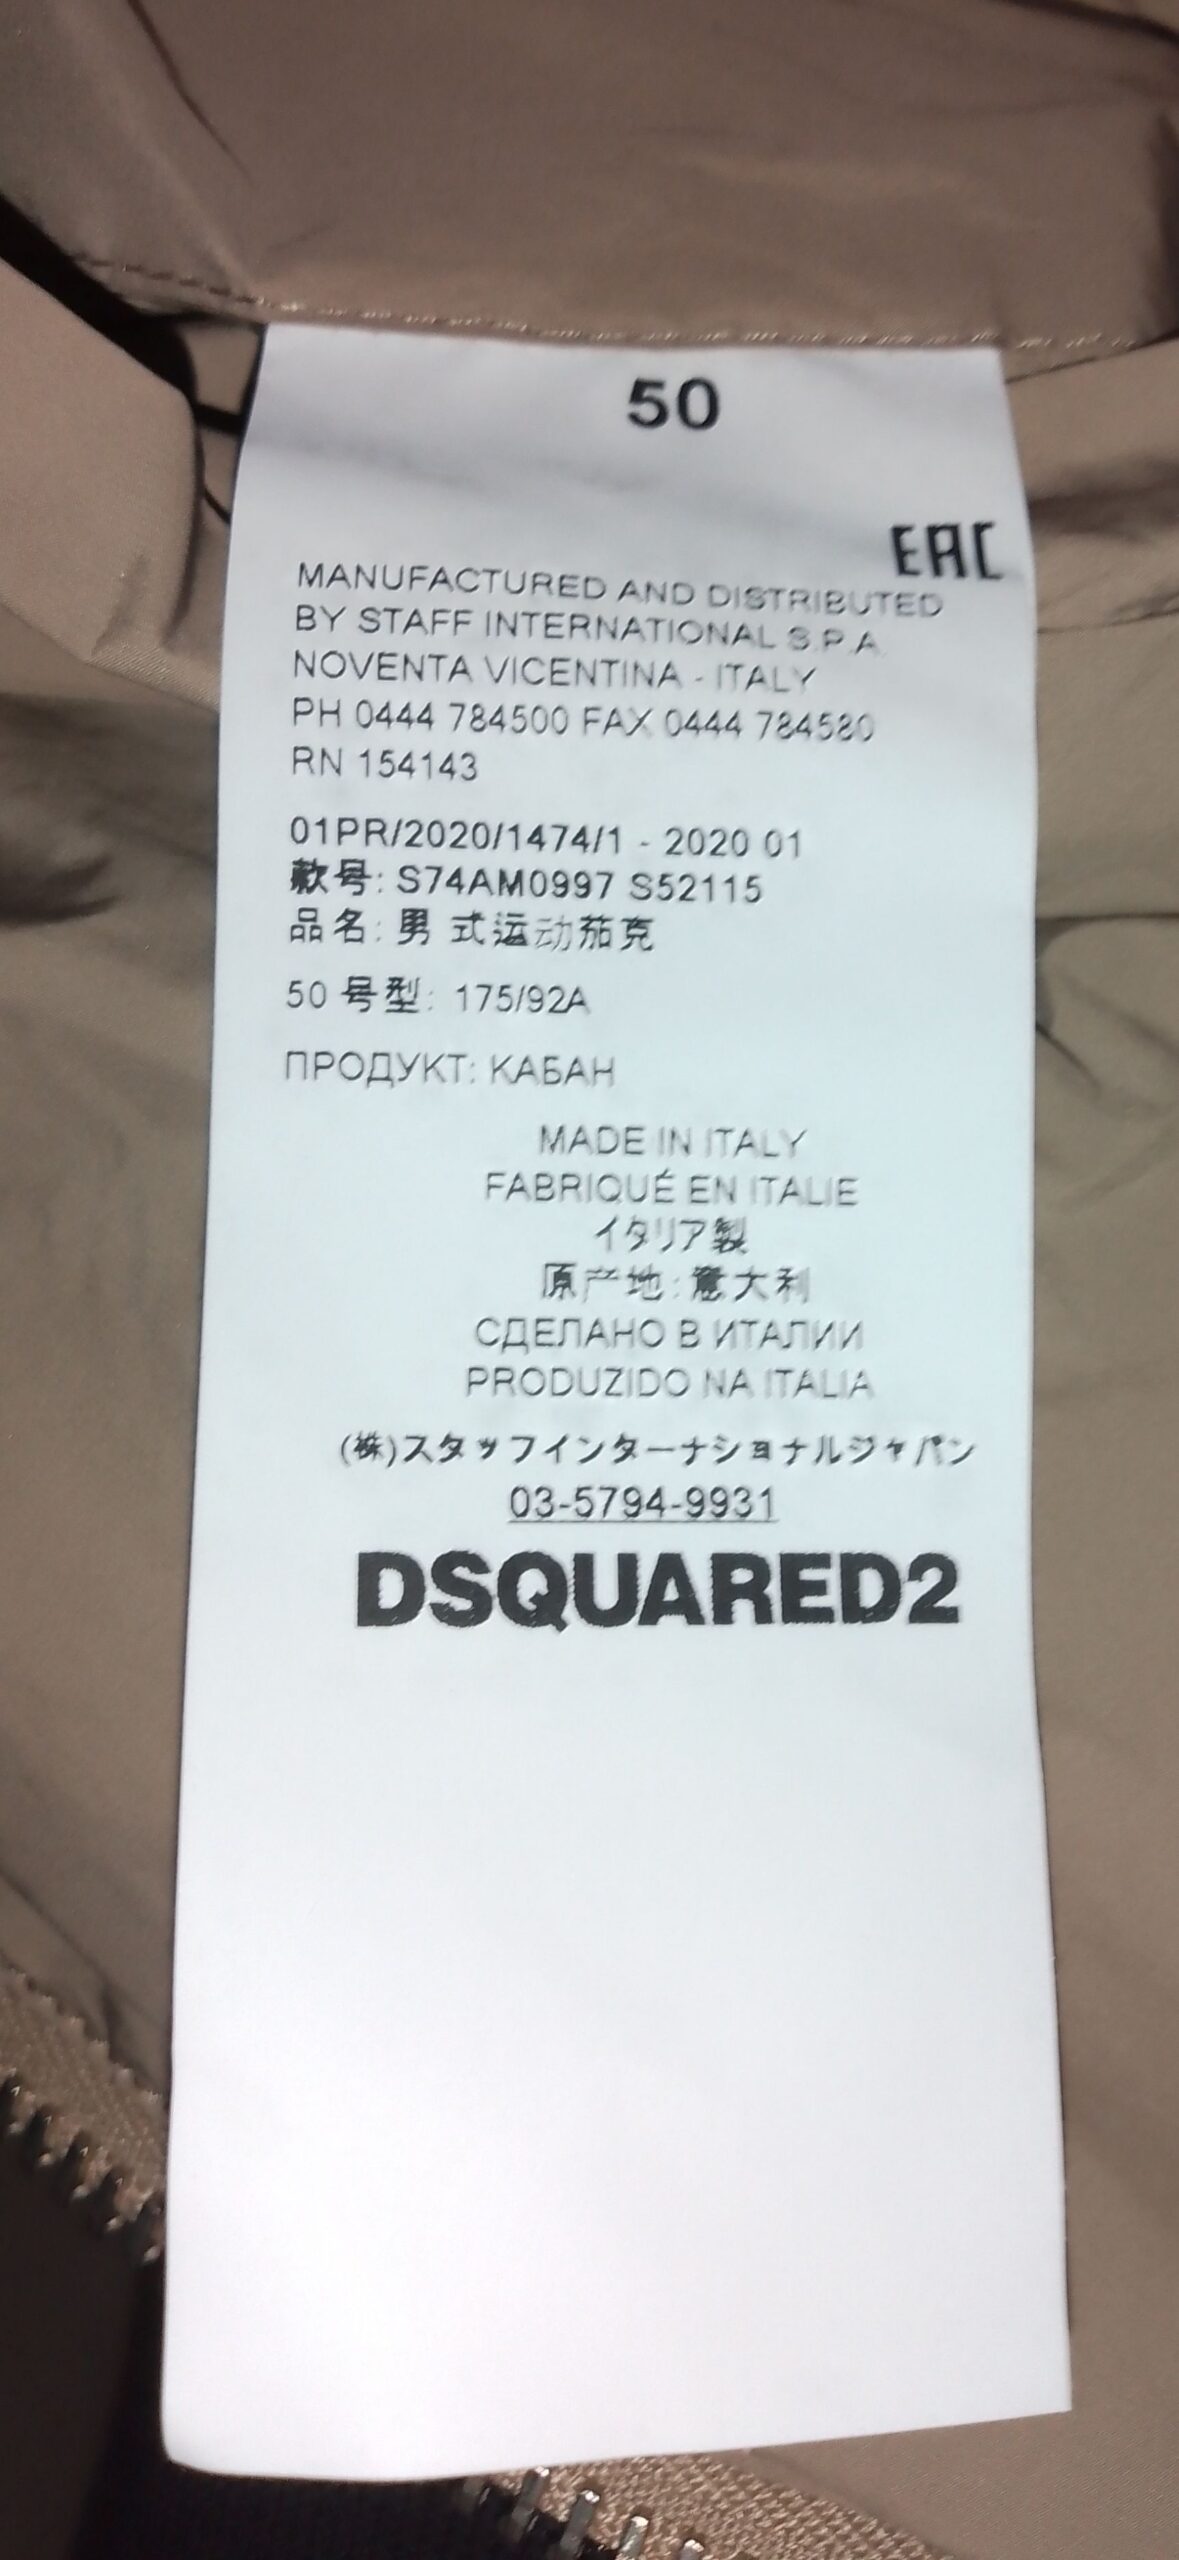 50
EAC
MANUFACTURED AND DISTRIBUTED
BY STAFF INTERNATIONAL S.P.A.
NOVENTA VICENTINA - ITALY
PH 0444 784500 FAX 0444 784580
RN 154143
01PR/2020/1474/1 - 2020 01
款号: S74AM0997 S52115
品名: 男 式运动茄克
50 号型: 175/92A
ПРОДУКТ: КАБАН
MADE IN ITALY
FABRIQUÉ EN ITALIE
イタリア製
原产地: 意大利
СДЕЛАНО В ИТАЛИИ
PRODUZIDO NA ITALIA
(株)スタッフインターナショナルジャパン
03-5794-9931
DSQUARED2